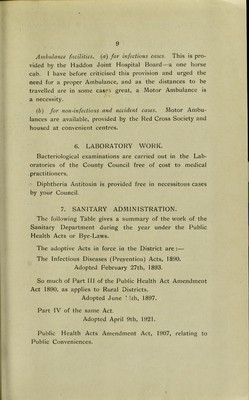 9
Ambulance facilities. (a) for infectious cases. This is pro-
vided by the Haddon Joint Hospital Board—a one horse
cab. I have before criticised this provision and urged the
need for a proper Ambulance, and as the distances to be
travelled are in some cases great, a Motor Ambulance is
a necessity.
(b) for non-infectious and accident cases. Motor Ambu-
lances are available, provided by the Red Cross Society and
housed at convenient centres.
6. LABORATORY WORK.
Bacteriological examinations are carried out in the Lab-
oratories of the County Council free of cost to medical
practitioners.
Diphtheria Antitoxin is provided free in necessitous cases
by your Council.
7. SANITARY ADMINISTRATION.
The following Table gives a summary of the work of the
Sanitary Department during the year under the Public
Health Acts or Bye-Laws.
The adoptive Acts in force in the District are :—
The Infectious Diseases (Prevention) Acts, 1890.
Adopted February 27th, 1893.
So much of Part III of the Public Health Act Amendment
Act 1890, as applies to Rural Districts.
Adopted June 1897.
Part IV of the same Act.
Adopted April 9th, 1921.
Public Health Acts Amendment Act, 1907, relating to
Public Conveniences.